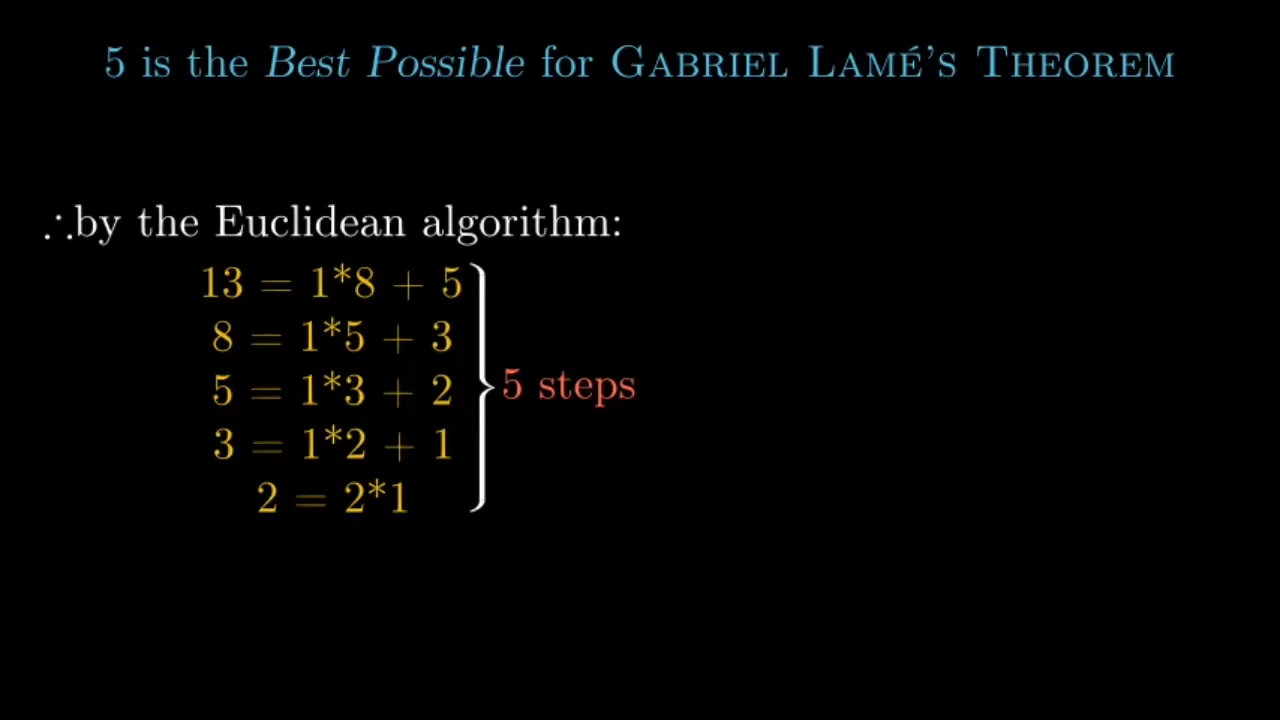 5 is the Best Possible for GABRIEL LAMÉ'S THEOREM
∴by the Euclidean algorithm:
13 = 1*8 + 5
8 = 1*5 + 3
5 = 1*3 + 2
5 steps
3 = 1*2 + 1
2 = 2*1